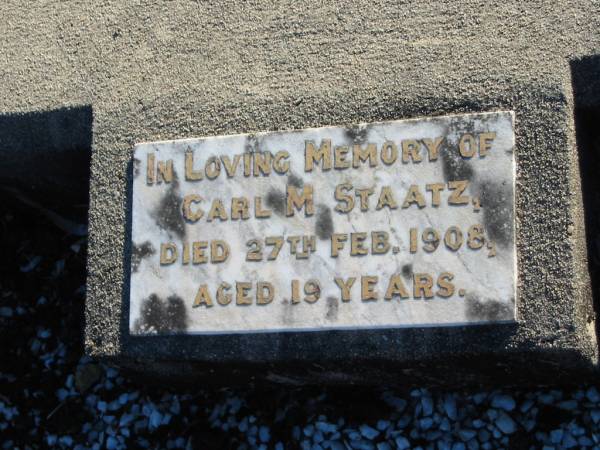 In Loving Memory of
Carl M Staatz,
Died 27th Feb. 1908,
Aged 19 Years.